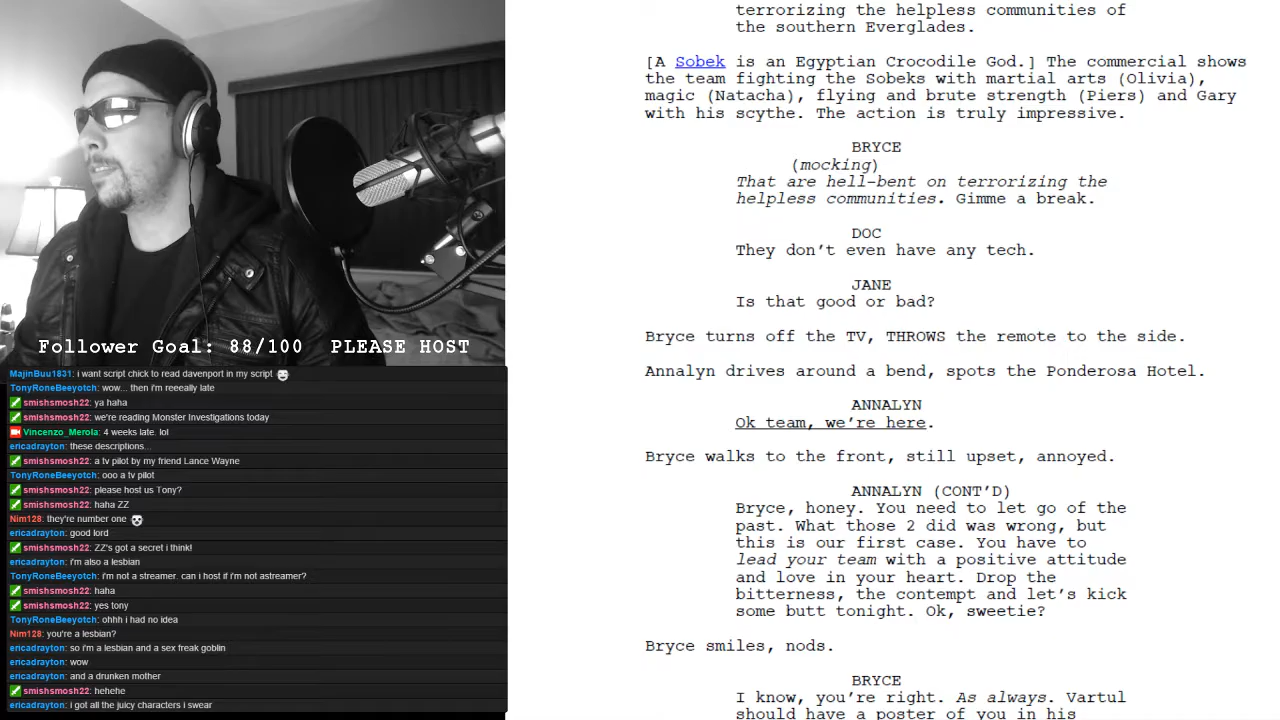 Follower Goal: 88/100 PLEASE HOST
MajinBuu1831: i want script chick to read davenport in my script
TonyRoneBeeyotch: wow... then i'm reeeally late
smishsmosh22: ya haha
smishsmosh22: we're reading Monster Investigations today
Vincenzo_Merola: 4 weeks late. lol
ericadrayton: these descriptions...
smishsmosh22: a tv pilot by my friend Lance Wayne
TonyRoneBeeyotch: ooo a tv pilot
smishsmosh22: please host us Tony?
smishsmosh22: haha ZZ
Nim128: they're number one
ericadrayton: good lord
smishsmosh22: ZZ's got a secret i think!
ericadrayton: i'm also a lesbian
TonyRoneBeeyotch: i'm not a streamer. can i host if i'm not astreamer?
smishsmosh22: haha
smishsmosh22: yes tony
TonyRoneBeeyotch: ohhh i had no idea
Nim128: you're a lesbian?
ericadrayton: so i'm a lesbian and a sex freak goblin
ericadrayton: wow
ericadrayton: and a drunken mother
smishsmosh22: hehehe
ericadrayton: i got all the juicy characters i swear
terrorizing the helpless communities of
the southern Everglades.
[A Sobek is an Egyptian Crocodile God.] The commercial shows
the team fighting the Sobeks with martial arts (Olivia),
magic (Natacha), flying and brute strength (Piers) and Gary
with his scythe. The action is truly impressive.
BRYCE
(mocking)
That are hell-bent on terrorizing the
helpless communities. Gimme a break.
DOC
They don't even have any tech.
JANE
Is that good or bad?
Bryce turns off the TV, THROWS the remote to the side.
Annalyn drives around a bend, spots the Ponderosa Hotel.
ANNALYN
Ok team, we're here.
Bryce walks to the front, still upset, annoyed.
ANNALYN (CONT'D)
Bryce, honey. You need to let go of the
past. What those 2 did was wrong, but
this is our first case. You have to
lead your team with a positive attitude
and love in your heart. Drop the
bitterness, the contempt and let's kick
some butt tonight. Ok, sweetie?
Bryce smiles, nods.
BRYCE
I know, you're right. As always. Vartul
should have a poster of you in his